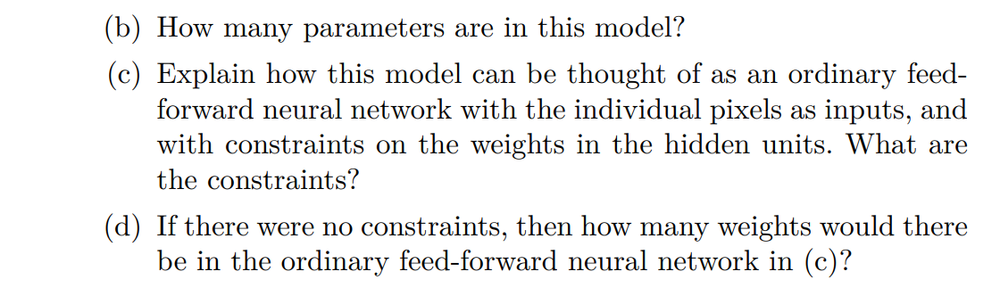 (b) How many parameters are in this model?
(c) Explain how this model can be thought of as an ordinary feed-
forward neural network with the individual pixels as inputs, and
with constraints on the weights in the hidden units. What are
the constraints?
(d) If there were no constraints, then how many weights would there
be in the ordinary feed-forward neural network in (c)?